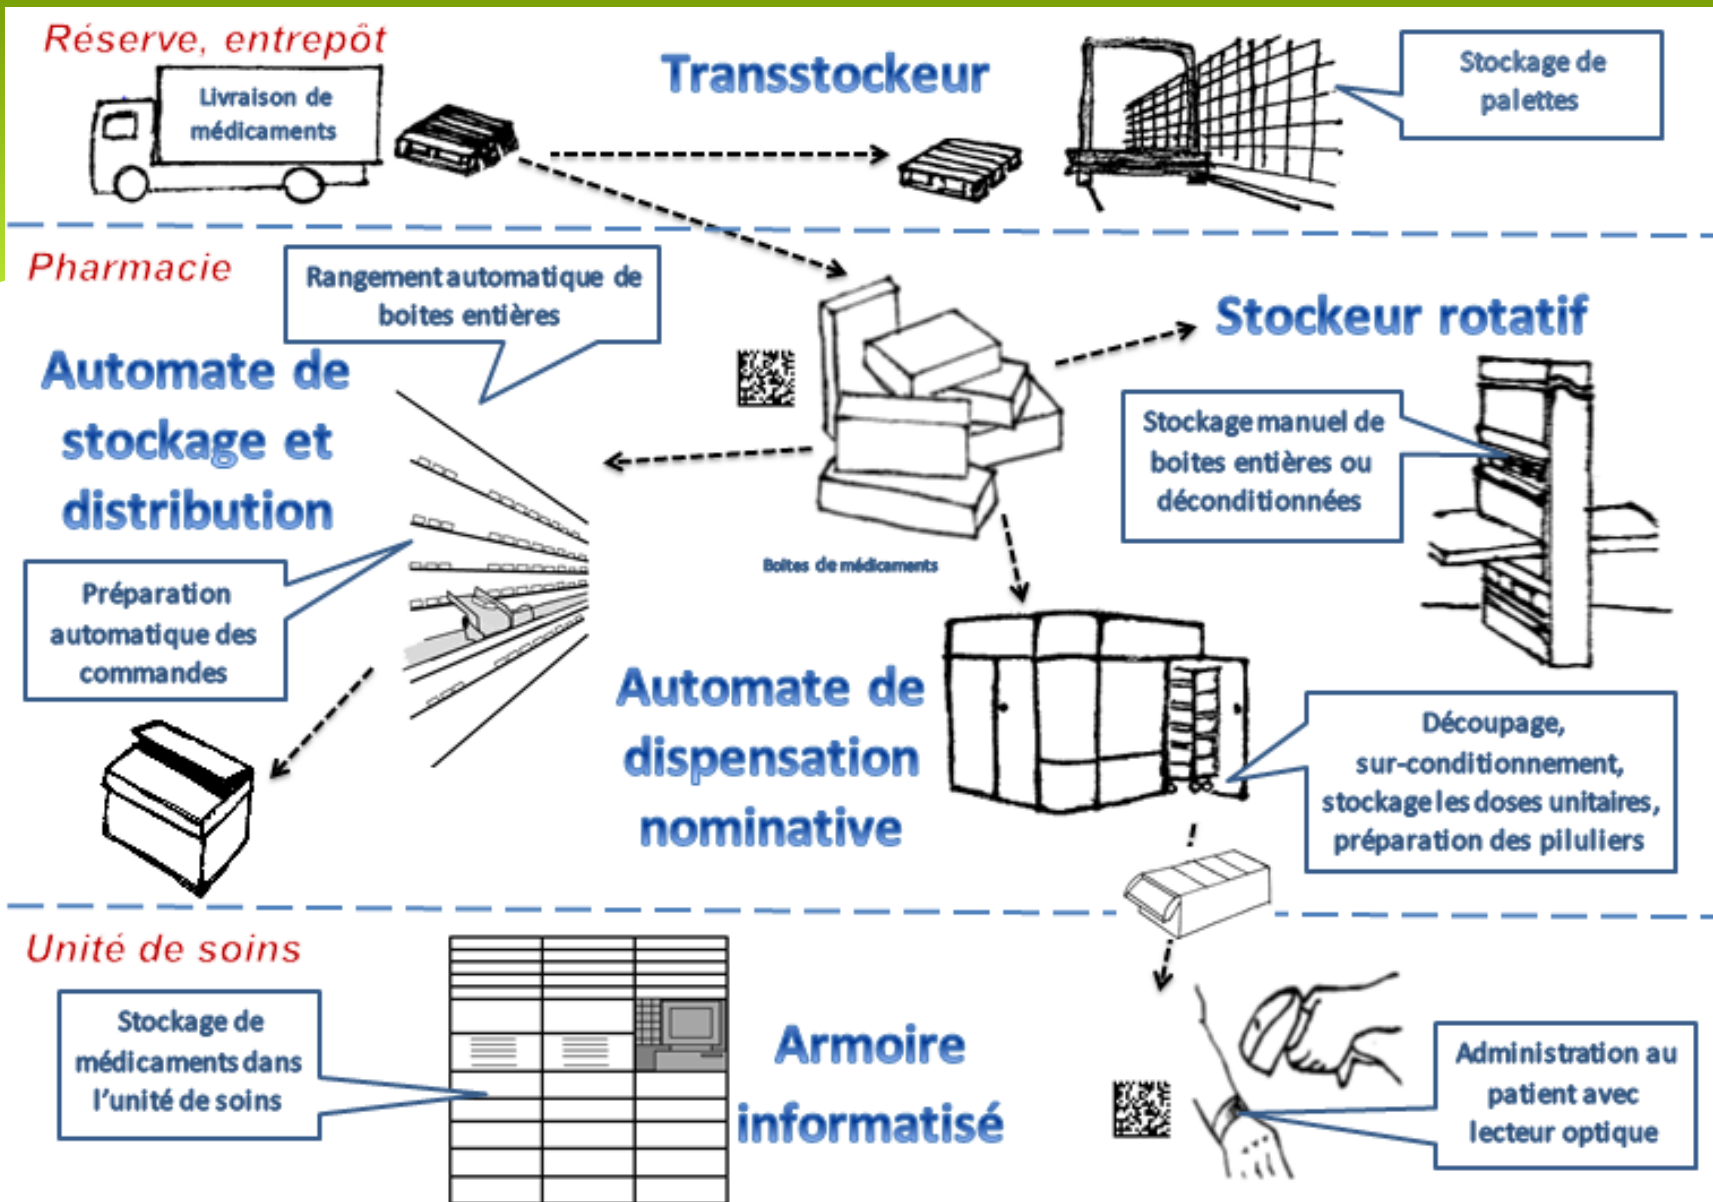 Réserve, entrepôt
Livraison de
médicaments
Transstockeur
Stockage de
palettes
Pharmacie
Rangement automatique de
boites entières
Automate de
stockage et
distribution
Préparation
automatique des
commandes
Boites de médicaments
Stockeur rotatif
Stockage manuel de
boites entières ou
déconditionnées
Automate de
dispensation
nominative
Découpage,
sur-conditionnement,
stockage les doses unitaires,
préparation des piluliers
Unité de soins
Stockage de
médicaments dans
l'unité de soins
Armoire
informatisé
Administration au
patient avec
lecteur optique